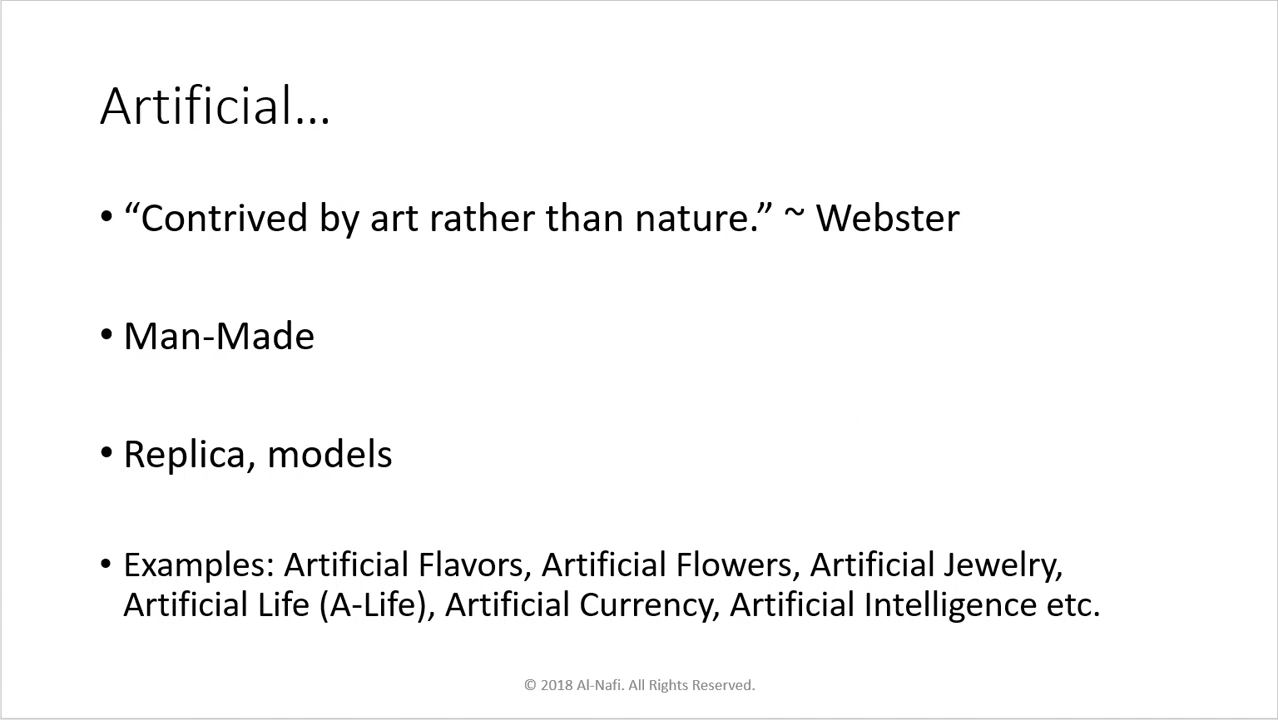 Artificial…
• “Contrived by art rather than nature.” ~ Webster
• Man-Made
• Replica, models
• Examples: Artificial Flavors, Artificial Flowers, Artificial Jewelry,
Artificial Life (A-Life), Artificial Currency, Artificial Intelligence etc.
© 2018 Al-Nafi. All Rights Reserved.